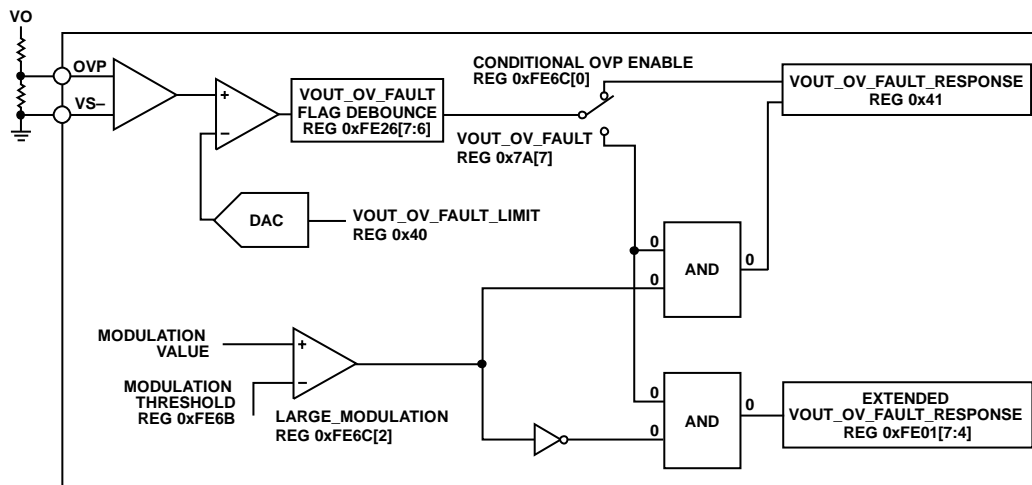 VO
OVP
VS–
+
–
VOUT_OV_FAULT
FLAG DEBOUNCE
REG 0xFE26[7:6]
CONDITIONAL OVP ENABLE
REG 0xFE6C[0]
VOUT_OV_FAULT
REG 0x7A[7]
VOUT_OV_FAULT_RESPONSE
REG 0x41
DAC
VOUT_OV_FAULT_LIMIT
REG 0x40
0
0
AND
0
MODULATION
VALUE
+
–
MODULATION
THRESHOLD
REG 0xFE6B
LARGE_MODULATION
REG 0xFE6C[2]
0
0
AND
0
EXTENDED
VOUT_OV_FAULT_RESPONSE
REG 0xFE01[7:4]